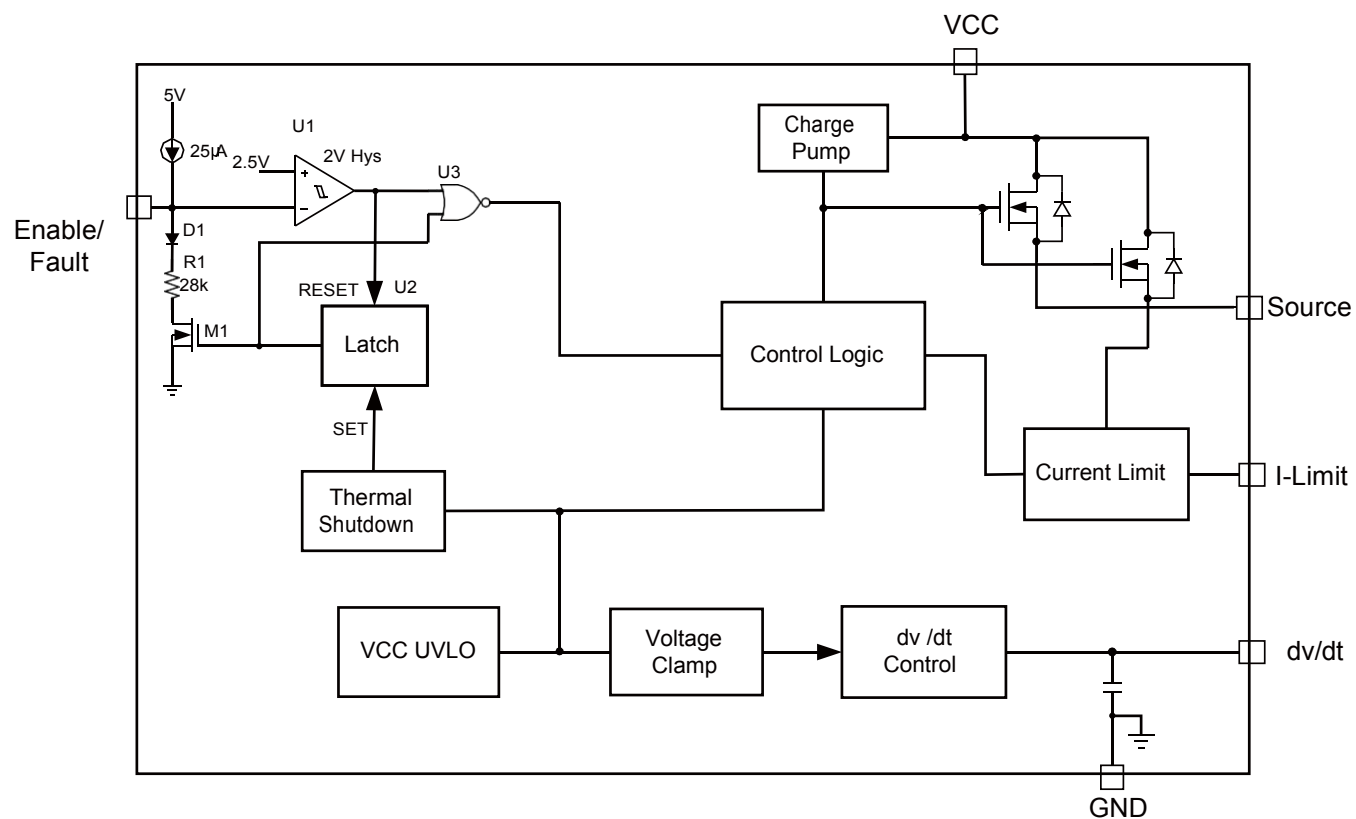 VCC
5V
U1
Charge
Pump
25µA
2.5V
2V Hys
U3
+
-
Enable/
Fault
D1
R1
28k
RESET
U2
M1
Latch
Source
Control Logic
SET
Current Limit
I-Limit
Thermal
Shutdown
VCC UVLO
Voltage
Clamp
dv /dt
Control
dv/dt
GND